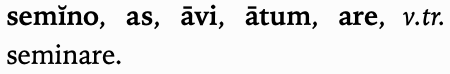 semĭno, as, āvi, ātum, are, v.tr.
seminare.